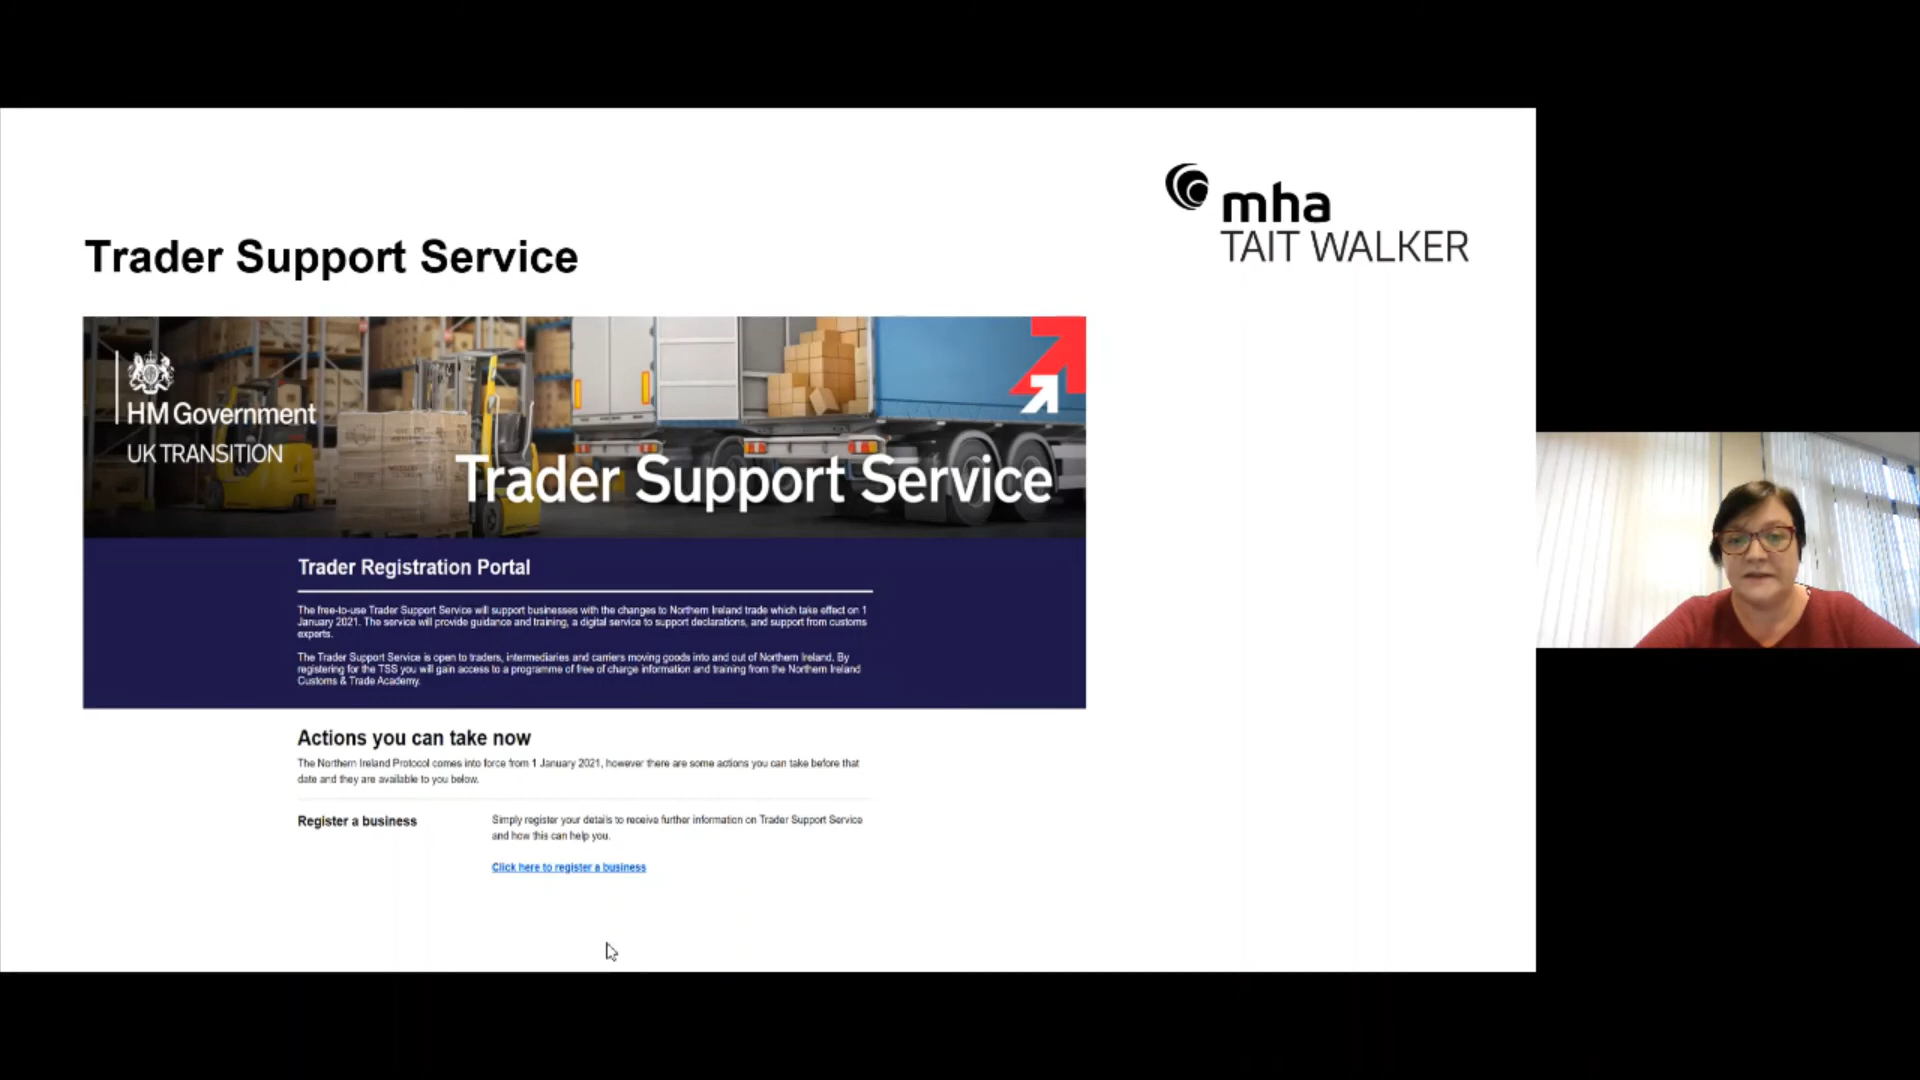 mha
TAIT WALKER
Trader Support Service
HM Government
UK TRANSITION
Trader Support Service
Trader Registration Portal
The free-to-use Trader Support Service will support businesses with the changes to Northern Ireland trade which take effect on 1
January 2021. The service will provide guidance and training, a digital service to support declarations, and support from customs
experts.
The Trader Support Service is open to traders, intermediaries and carriers moving goods into and out of Northern Ireland. By
registering for the TSS you will gain access to a programme of free of charge information and training from the Northern Ireland
Customs & Trade Academy.
Actions you can take now
The Northern Ireland Protocol comes into force from 1 January 2021, however there are some actions you can take before that
date and they are available to you below.
Register a business
Simply register your details to receive further information on Trader Support Service
and how this can help you.
Click here to register a business